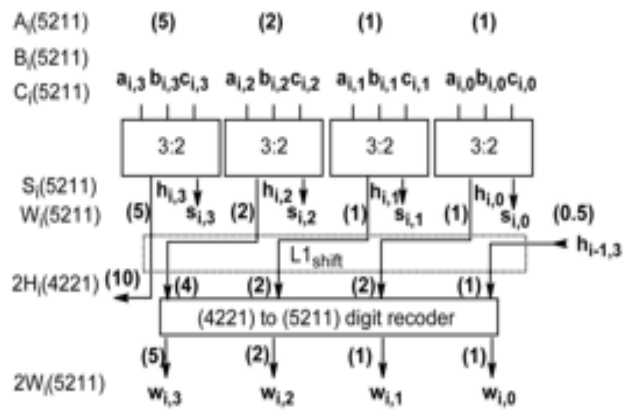 Aᵢ(5211) (5) (2) (1) (1)
Bᵢ(5211)
aᵢ,₃ bᵢ,₃ cᵢ,₃ aᵢ,₂ bᵢ,₂ cᵢ,₂ aᵢ,₁ bᵢ,₁ cᵢ,₁ aᵢ,₀ bᵢ,₀ cᵢ,₀
Cᵢ(5211)
3:2 3:2 3:2 3:2
Sᵢ(5211) hᵢ,₃ hᵢ,₂ hᵢ,₁ hᵢ,₀
Wᵢ(5211) (5) sᵢ,₃ (2) sᵢ,₂ (1) sᵢ,₁ (1) sᵢ,₀ (0.5)
L1shift hᵢ₋₁,₃
2Hᵢ(4221) (10) (4) (2) (2) (1)
(4221) to (5211) digit recoder
(5) (2) (1) (1)
2Wᵢ(5211) wᵢ,₃ wᵢ,₂ wᵢ,₁ wᵢ,₀